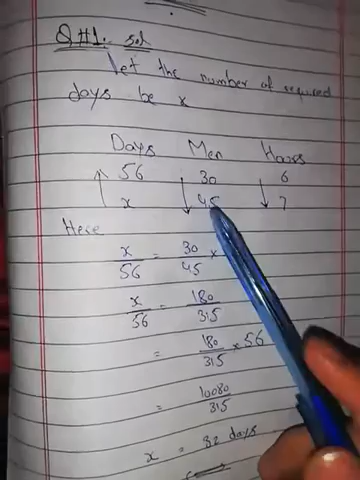 Q#1. sol
let the number of required
days be x
Days Men Hours
56 30 6
x 45 7
Here
x/56 = 30/45 ×
x/56 = 180/315
= 180/315 × 56
= 10080/315
x = 32 days